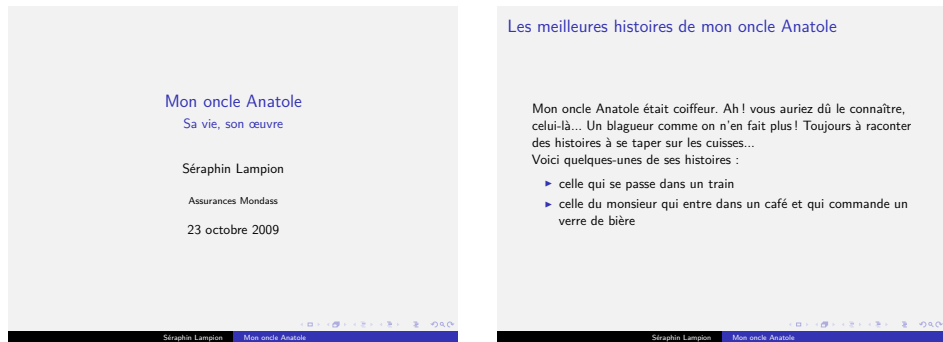 Mon oncle Anatole
Sa vie, son œuvre
Séraphin Lampion
Assurances Mondass
23 octobre 2009
Séraphin Lampion Mon oncle Anatole
Les meilleures histoires de mon oncle Anatole
Mon oncle Anatole était coiffeur. Ah ! vous auriez dû le connaître,
celui-là... Un blagueur comme on n'en fait plus ! Toujours à raconter
des histoires à se taper sur les cuisses...
Voici quelques-unes de ses histoires :
celle qui se passe dans un train
celle du monsieur qui entre dans un café et qui commande un
verre de bière
Séraphin Lampion Mon oncle Anatole